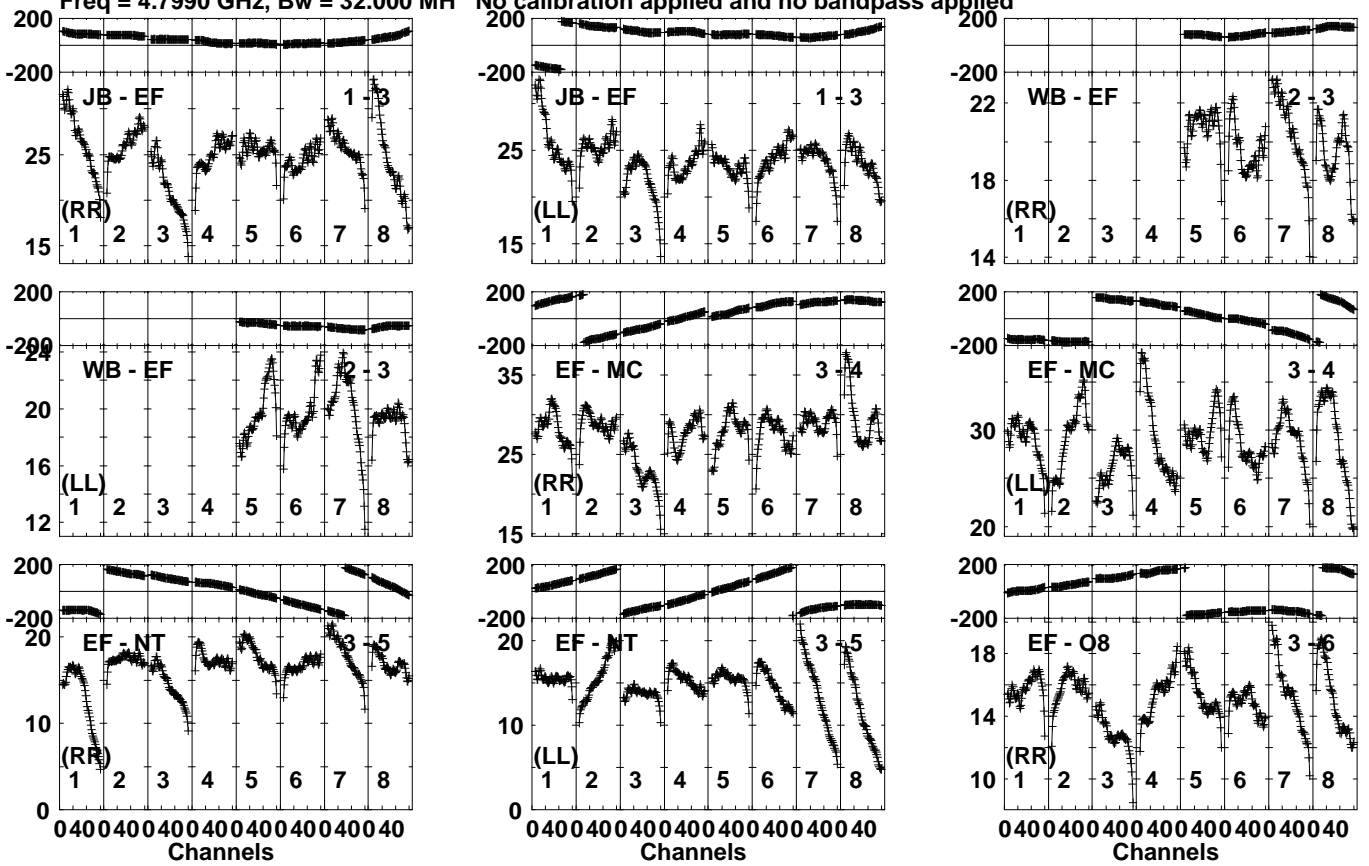 Freq = 4.7990 GHz, Bw = 32.000 MH No calibration applied and no bandpass applied
200 200 200
-200 -200 -200
JB - EF 1 - 3 JB - EF 1 - 3 WB - EF 2 - 3
22
25 25
18
(RR) (LL) (RR)
1 2 3 4 5 6 7 8 1 2 3 4 5 6 7 8 1 2 3 4 5 6 7 8
15 15 14
200 200 200
-200 -200 -200
24
WB - EF 2 - 3 EF - MC 3 - 4 EF - MC 3 - 4
35
20 30
25
16
(LL) (RR) (LL)
1 2 3 4 5 6 7 8 1 2 3 4 5 6 7 8 1 2 3 4 5 6 7 8
12 15 20
200 200 200
-200 -200 -200
20 20 18
EF - NT 3 - 5 EF - NT 3 - 5 EF - O8 3 - 6
14
10 10
(RR) (LL) (RR)
10
1 2 3 4 5 6 7 8 1 2 3 4 5 6 7 8 1 2 3 4 5 6 7 8
0 0
0 40 0 40 0 40 0 40 0 40 0 40 0 40 0 40 0 40 0 40 0 40 0 40 0 40 0 40 0 40 0 40 0 40 0 40 0 40 0 40 0 40 0 40 0 40 0 40
Channels Channels Channels